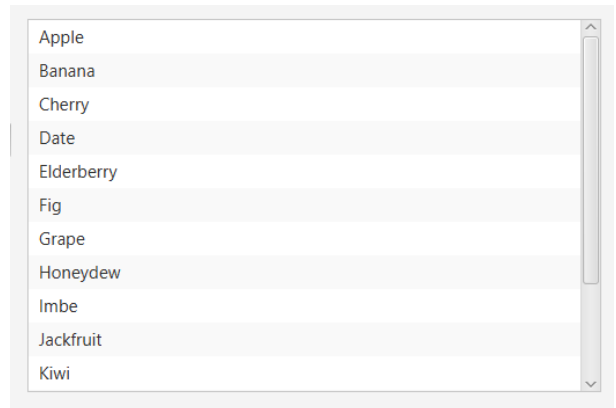 Apple
Banana
Cherry
Date
Elderberry
Fig
Grape
Honeydew
Imbe
Jackfruit
Kiwi